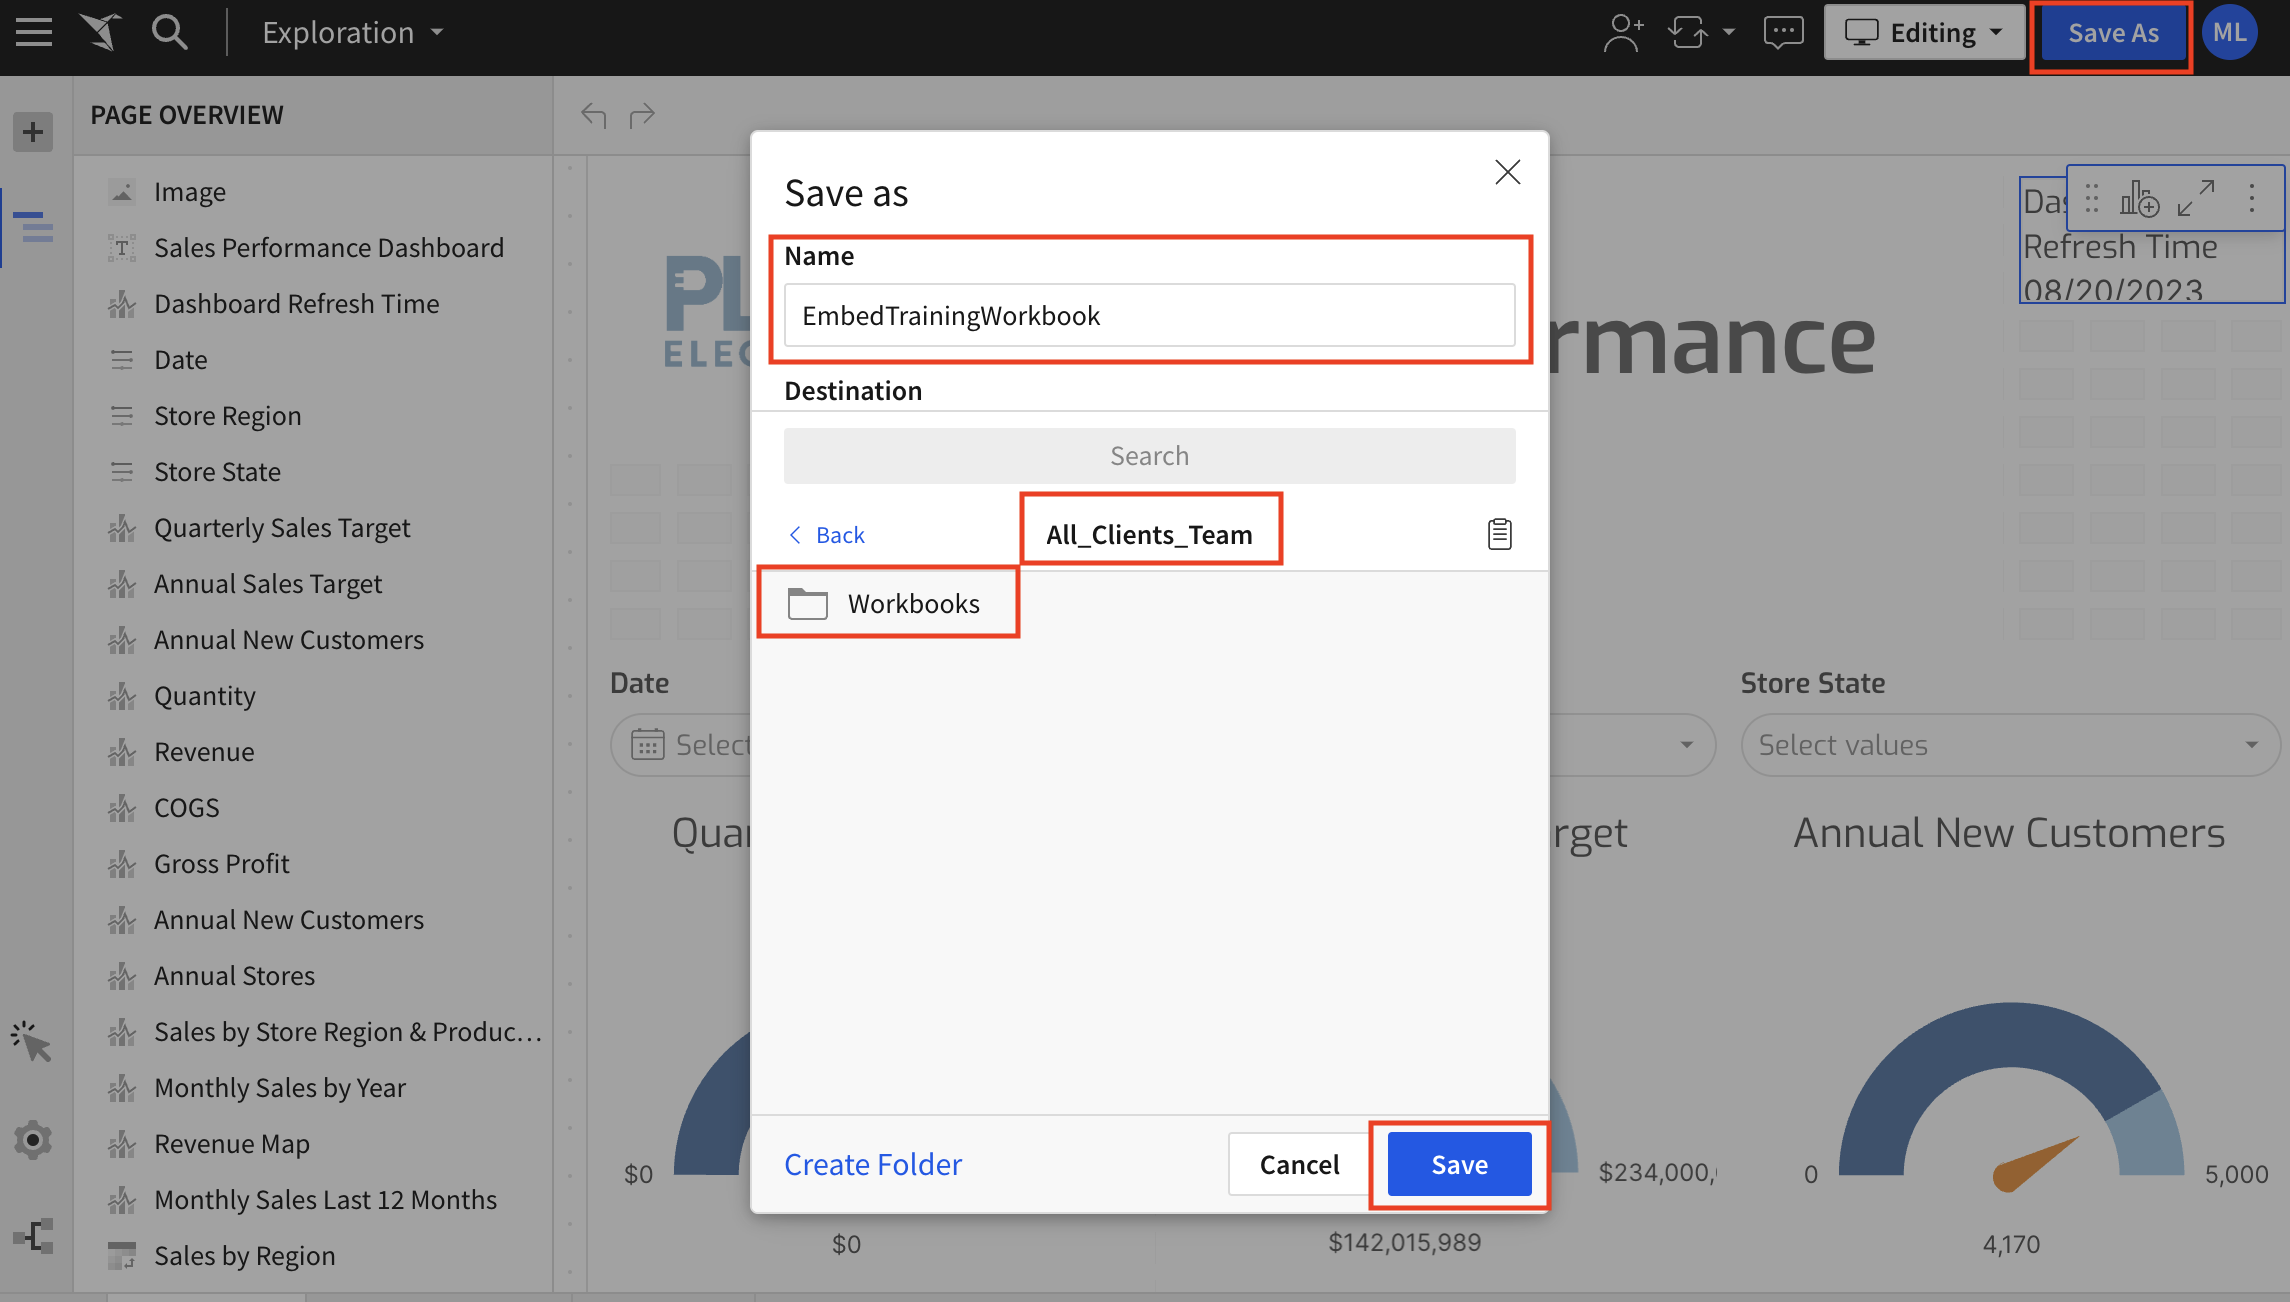 Exploration
Editing
Save As
ML
PAGE OVERVIEW
Image
Sales Performance Dashboard
Dashboard Refresh Time
Date
Store Region
Store State
Quarterly Sales Target
Annual Sales Target
Annual New Customers
Quantity
Revenue
COGS
Gross Profit
Annual New Customers
Annual Stores
Sales by Store Region & Produc...
Monthly Sales by Year
Revenue Map
Monthly Sales Last 12 Months
Sales by Region
Save as
Name
EmbedTrainingWorkbook
Destination
Search
Back
All_Clients_Team
Workbooks
Create Folder
Cancel
Save
Refresh Time
08/20/2023
rmance
Date
Select
Store State
Select values
rget
Annual New Customers
$0
$0
$234,000,
$142,015,989
0
5,000
4,170